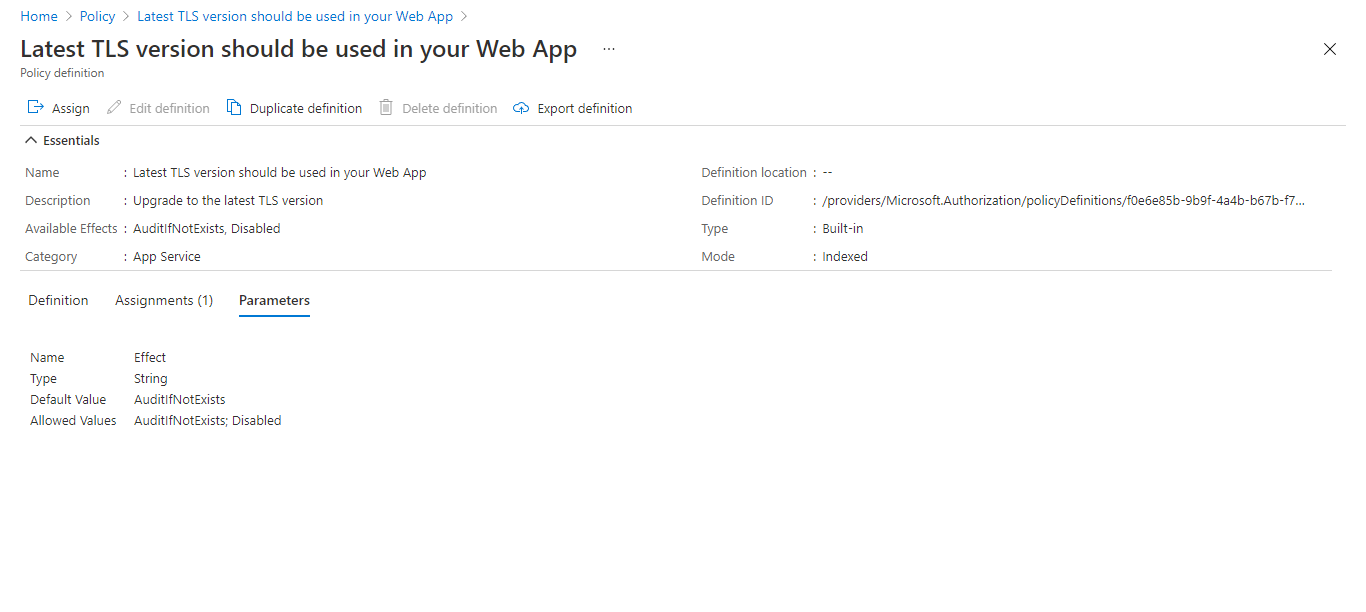 Home > Policy > Latest TLS version should be used in your Web App >
Latest TLS version should be used in your Web App ...
Policy definition
Assign Edit definition Duplicate definition Delete definition Export definition
Essentials
Name : Latest TLS version should be used in your Web App Definition location : --
Description : Upgrade to the latest TLS version Definition ID : /providers/Microsoft.Authorization/policyDefinitions/f0e6e85b-9b9f-4a4b-b67b-f7...
Available Effects : AuditIfNotExists, Disabled Type : Built-in
Category : App Service Mode : Indexed
Definition Assignments (1) Parameters
Name Effect
Type String
Default Value AuditIfNotExists
Allowed Values AuditIfNotExists; Disabled